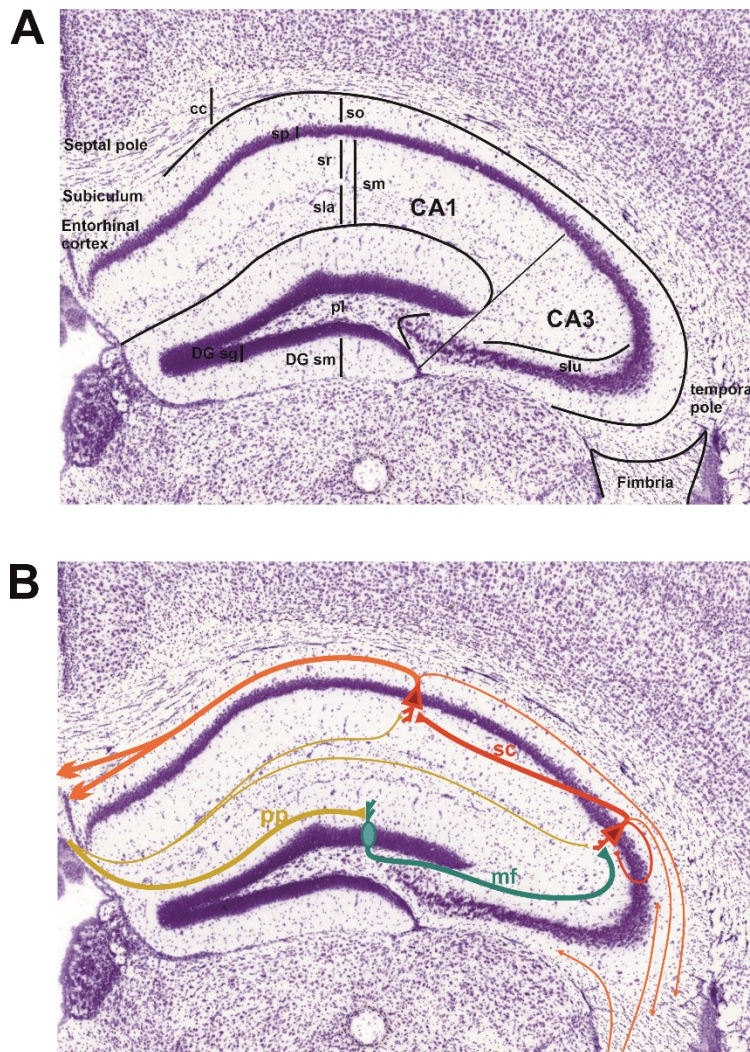 A
cc
so
Septal pole
sp
sr
Subiculum
sm
sla
CA1
Entorhinal
cortex
pl
CA3
DG sg
DG sm
slu
tempora
pole
Fimbria
B
sc
pp
mf